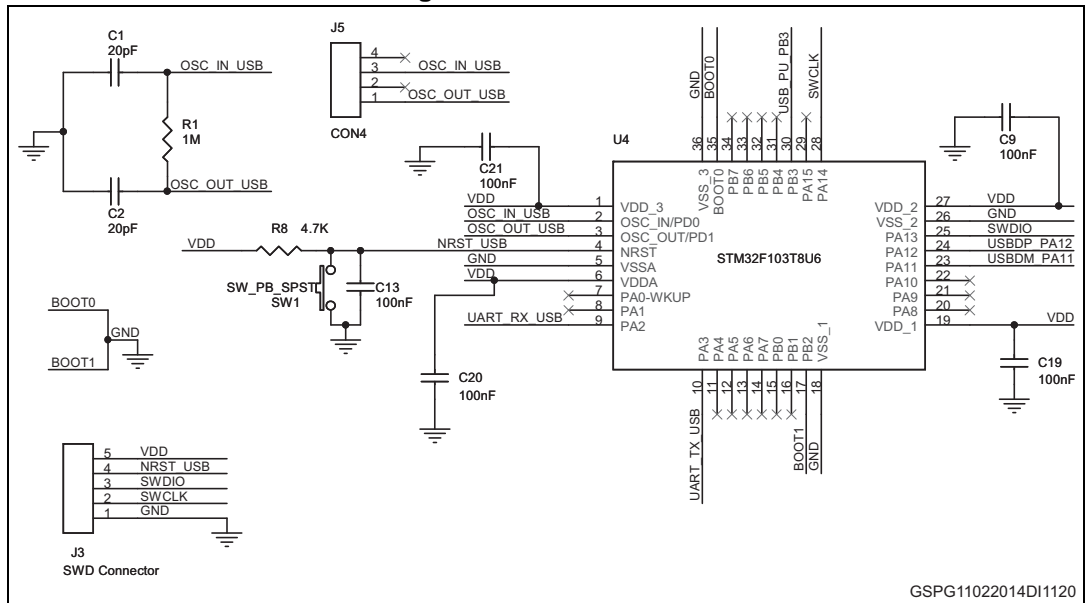 C1
20pF
OSC_IN_USB
R1
1M
OSC_OUT_USB
C2
20pF
J5
4
3 OSC_IN_USB
2
1 OSC_OUT_USB
CON4
C21
100nF
U4
GND
BOOT0
USB_PU_PB3
SWCLK
36 35 34 33 32 31 30 29 28
VSS_3
BOOT0
PB7
PB6
PB5
PB4
PB3
PA15
PA14
C9
100nF
VDD 1 VDD_3
OSC_IN_USB 2 OSC_IN/PD0
OSC_OUT_USB 3 OSC_OUT/PD1
NRST_USB 4 NRST
GND 5 VSSA
VDD 6 VDDA
7 PA0-WKUP
8 PA1
UART_RX_USB 9 PA2
STM32F103T8U6
VDD_2 27 VDD
VSS_2 26 GND
PA13 25 SWDIO
PA12 24 USBDP_PA12
PA11 23 USBDM_PA11
PA10 22
PA9 21
PA8 20
VDD_1 19 VDD
PA3
PA4
PA5
PA6
PA7
PB0
PB1
PB2
VSS_1
10 11 12 13 14 15 16 17 18
UART_TX_USB
BOOT1
GND
C19
100nF
VDD
R8 4.7K
SW_PB_SPST
SW1
C13
100nF
C20
100nF
BOOT0
GND
BOOT1
5 VDD
4 NRST_USB
3 SWDIO
2 SWCLK
1 GND
J3
SWD Connector
GSPG11022014DI1120